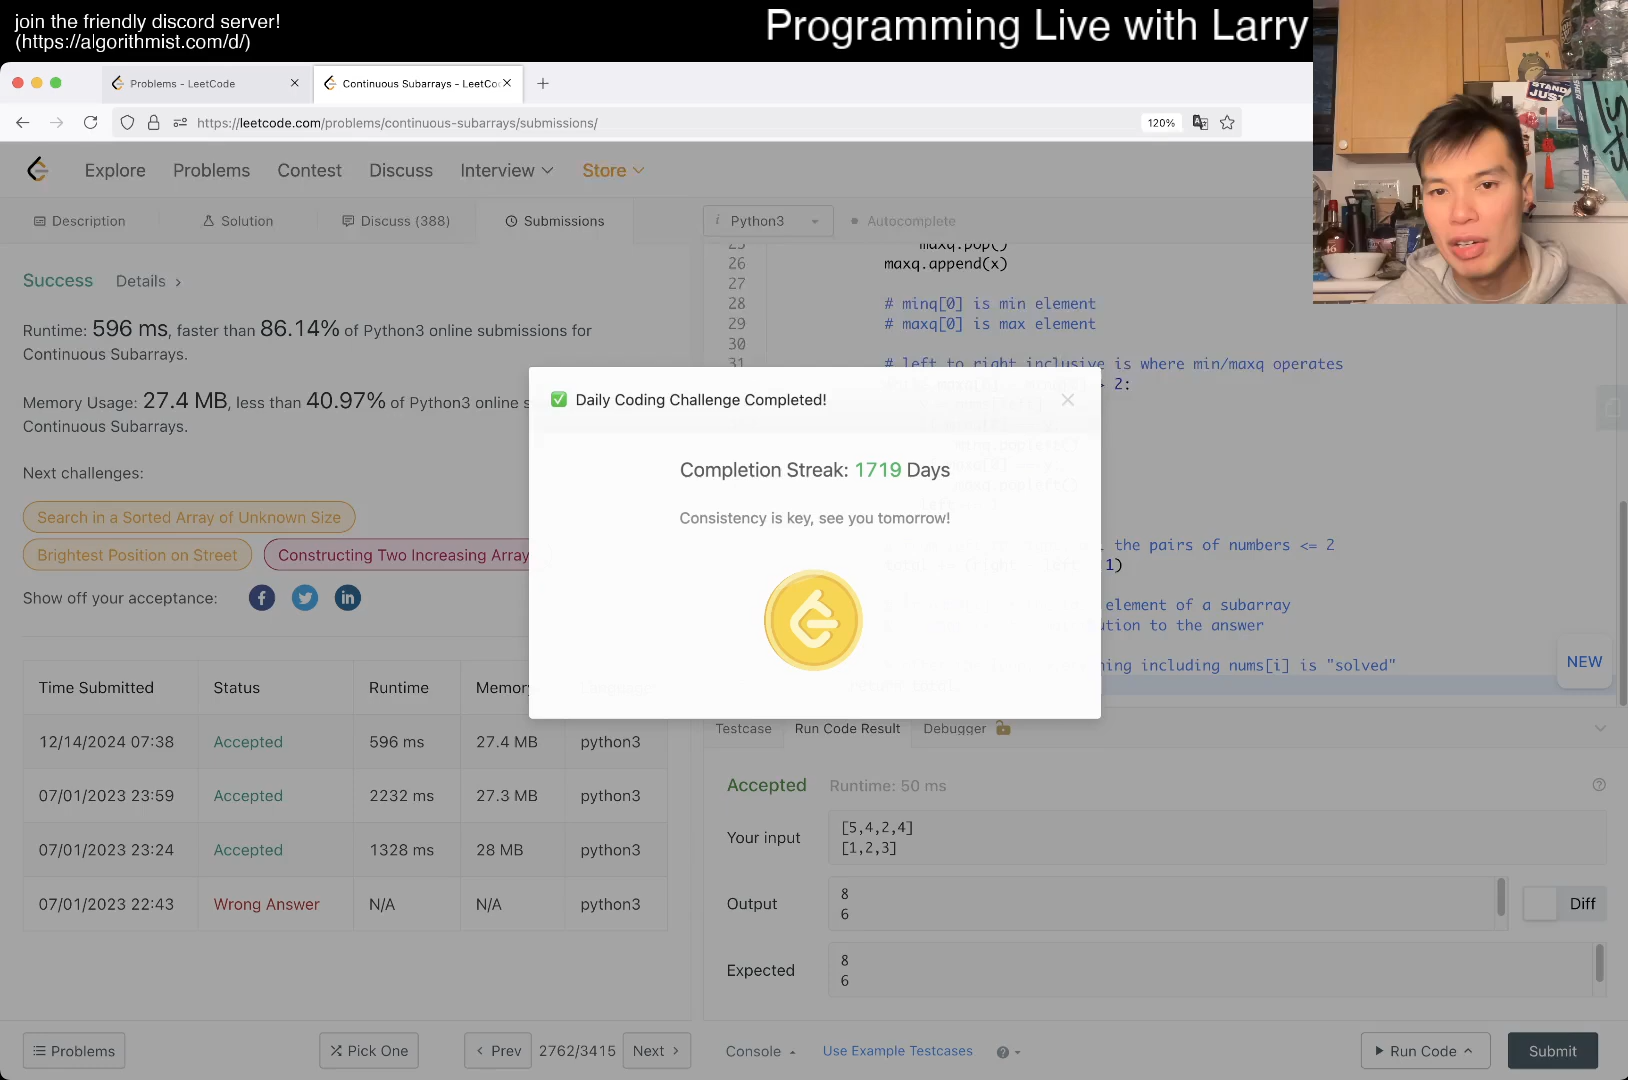 join the friendly discord server!
(https://algorithmist.com/d/)
Programming Live with Larry
Problems - LeetCode
Continuous Subarrays - LeetCo
https://leetcode.com/problems/continuous-subarrays/submissions/
120%
Explore
Problems
Contest
Discuss
Interview
Store
Description
Solution
Discuss (388)
Submissions
i Python3
Autocomplete
Success
Details
Runtime: 596 ms, faster than 86.14% of Python3 online submissions for
Continuous Subarrays.
Memory Usage: 27.4 MB, less than 40.97% of Python3 online s
Continuous Subarrays.
Next challenges:
Search in a Sorted Array of Unknown Size
Brightest Position on Street
Constructing Two Increasing Array
Show off your acceptance:
Time Submitted Status Runtime Memory
12/14/2024 07:38 Accepted 596 ms 27.4 MB python3
07/01/2023 23:59 Accepted 2232 ms 27.3 MB python3
07/01/2023 23:24 Accepted 1328 ms 28 MB python3
07/01/2023 22:43 Wrong Answer N/A N/A python3
25 maxq.pop()
26 maxq.append(x)
27
28 # minq[0] is min element
29 # maxq[0] is max element
30
31 # left to right inclusive is where min/maxq operates
> 2:
the pairs of numbers <= 2
1)
element of a subarray
ution to the answer
ning including nums[i] is "solved"
Daily Coding Challenge Completed!
Completion Streak: 1719 Days
Consistency is key, see you tomorrow!
NEW
Testcase
Run Code Result
Debugger
Accepted
Runtime: 50 ms
Your input
[5,4,2,4]
[1,2,3]
Output
8
6
Diff
Expected
8
6
Problems
Pick One
Prev
2762/3415
Next
Console
Use Example Testcases
Run Code
Submit